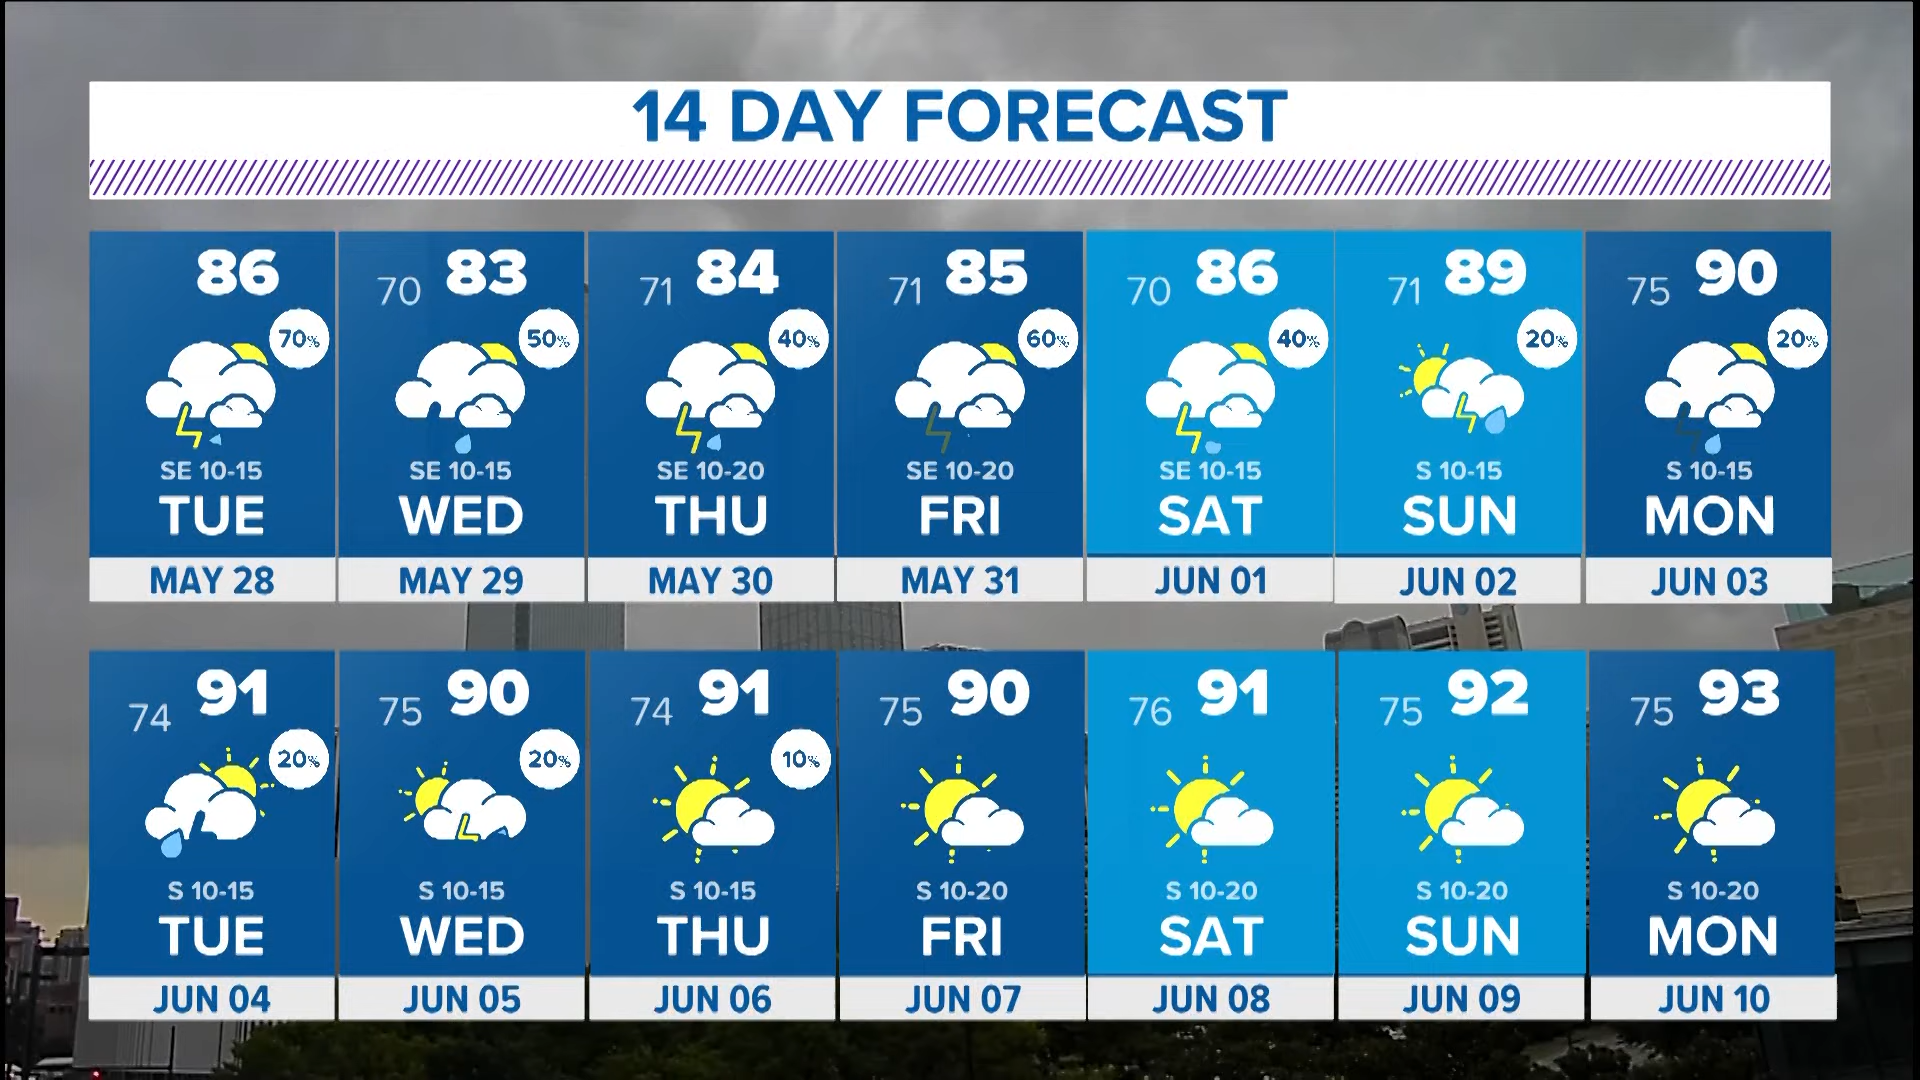 14 DAY FORECAST
86
70%
SE 10-15
TUE
MAY 28
70 83
50%
SE 10-15
WED
MAY 29
71 84
40%
SE 10-20
THU
MAY 30
71 85
60%
SE 10-20
FRI
MAY 31
70 86
40%
SE 10-15
SAT
JUN 01
71 89
20%
S 10-15
SUN
JUN 02
75 90
20%
S 10-15
MON
JUN 03
74 91
20%
S 10-15
TUE
JUN 04
75 90
20%
S 10-15
WED
JUN 05
74 91
10%
S 10-15
THU
JUN 06
75 90
S 10-20
FRI
JUN 07
76 91
S 10-20
SAT
JUN 08
75 92
S 10-20
SUN
JUN 09
75 93
S 10-20
MON
JUN 10